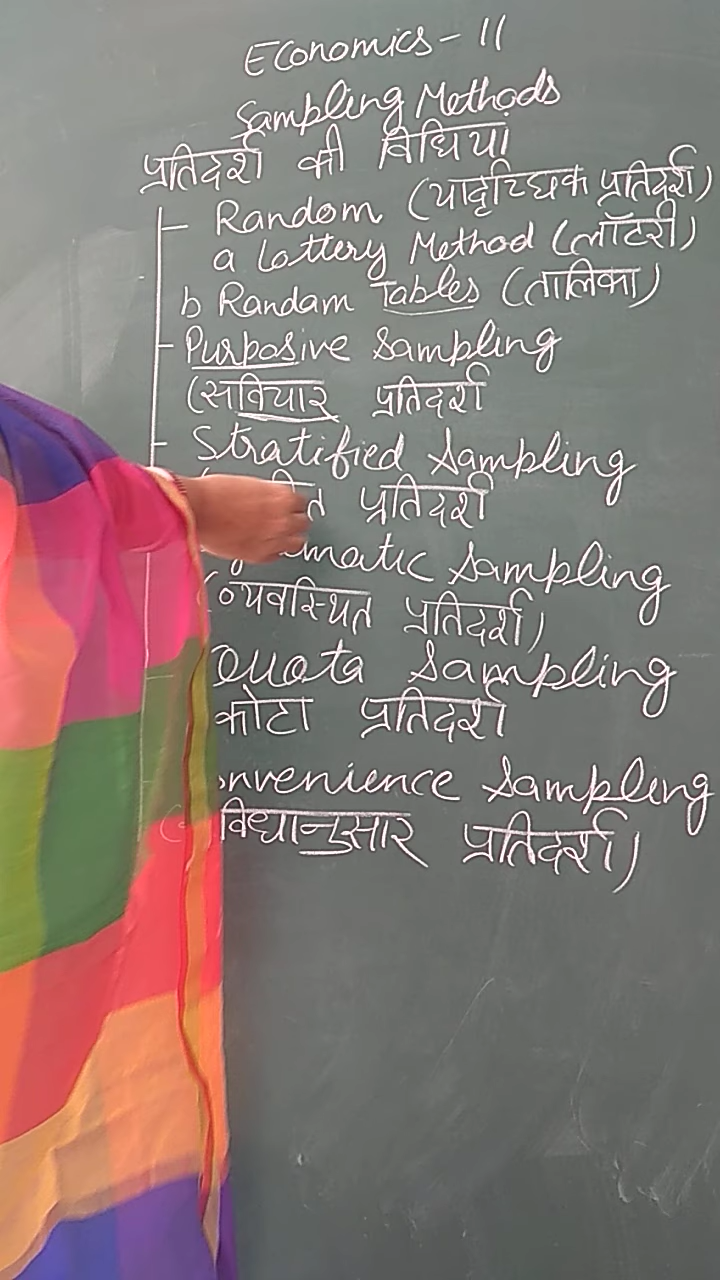 Economics - 11
Sampling Methods
प्रतिदर्श की विधियां
- Random (यादृच्छिक प्रतिदर्श)
a Lottery Method (लॉटरी)
b Randam Tables (तालिका)
- Purposive Sampling
(सविचार प्रतिदर्श
- Stratified Sampling
प्रतिदर्श
Sampling
(व्यवस्थित प्रतिदर्श)
Quota Sampling
कोटा प्रतिदर्श
Sampling
प्रतिदर्श)